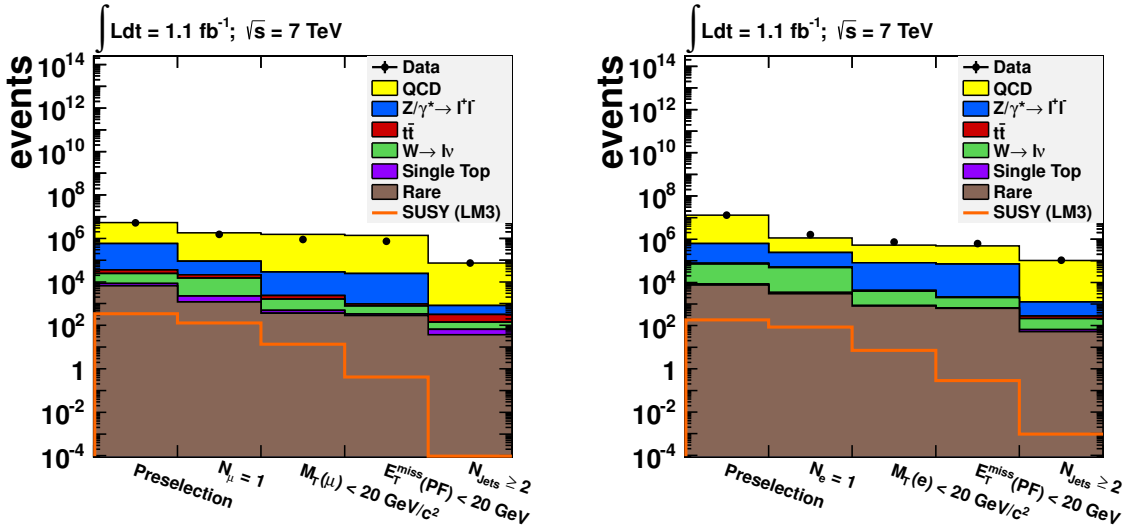 ∫ Ldt = 1.1 fb⁻¹; √s = 7 TeV
events
10¹⁴
10¹²
10¹⁰
10⁸
10⁶
10⁴
10²
1
10⁻²
10⁻⁴
Data
QCD
Z/γ*→ l⁺l⁻
tt̄
W→ lν
Single Top
Rare
SUSY (LM3)
Preselection
N_μ = 1
M_T(μ) < 20 GeV/c²
E_T^miss(PF) < 20 GeV
N_Jets ≥ 2
∫ Ldt = 1.1 fb⁻¹; √s = 7 TeV
events
10¹⁴
10¹²
10¹⁰
10⁸
10⁶
10⁴
10²
1
10⁻²
10⁻⁴
Data
QCD
Z/γ*→ l⁺l⁻
tt̄
W→ lν
Single Top
Rare
SUSY (LM3)
Preselection
N_e = 1
M_T(e) < 20 GeV/c²
E_T^miss(PF) < 20 GeV
N_Jets ≥ 2